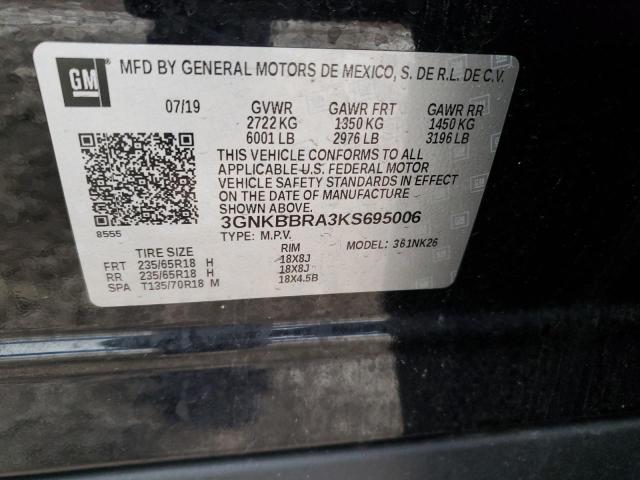 GM ® MFD BY GENERAL MOTORS DE MEXICO, S. DE R.L. DE C.V.
07/19 GVWR GAWR FRT GAWR RR
2722 KG 1350 KG 1450 KG
6001 LB 2976 LB 3196 LB
THIS VEHICLE CONFORMS TO ALL
APPLICABLE U.S. FEDERAL MOTOR
VEHICLE SAFETY STANDARDS IN EFFECT
ON THE DATE OF MANUFACTURE
SHOWN ABOVE.
3GNKBBRA3KS695006
8555 TYPE: M.P.V. MODEL: 361NK26
TIRE SIZE RIM
FRT 235/65R18 H 18X8J
RR 235/65R18 H 18X8J
SPA T135/70R18 M 18X4.5B